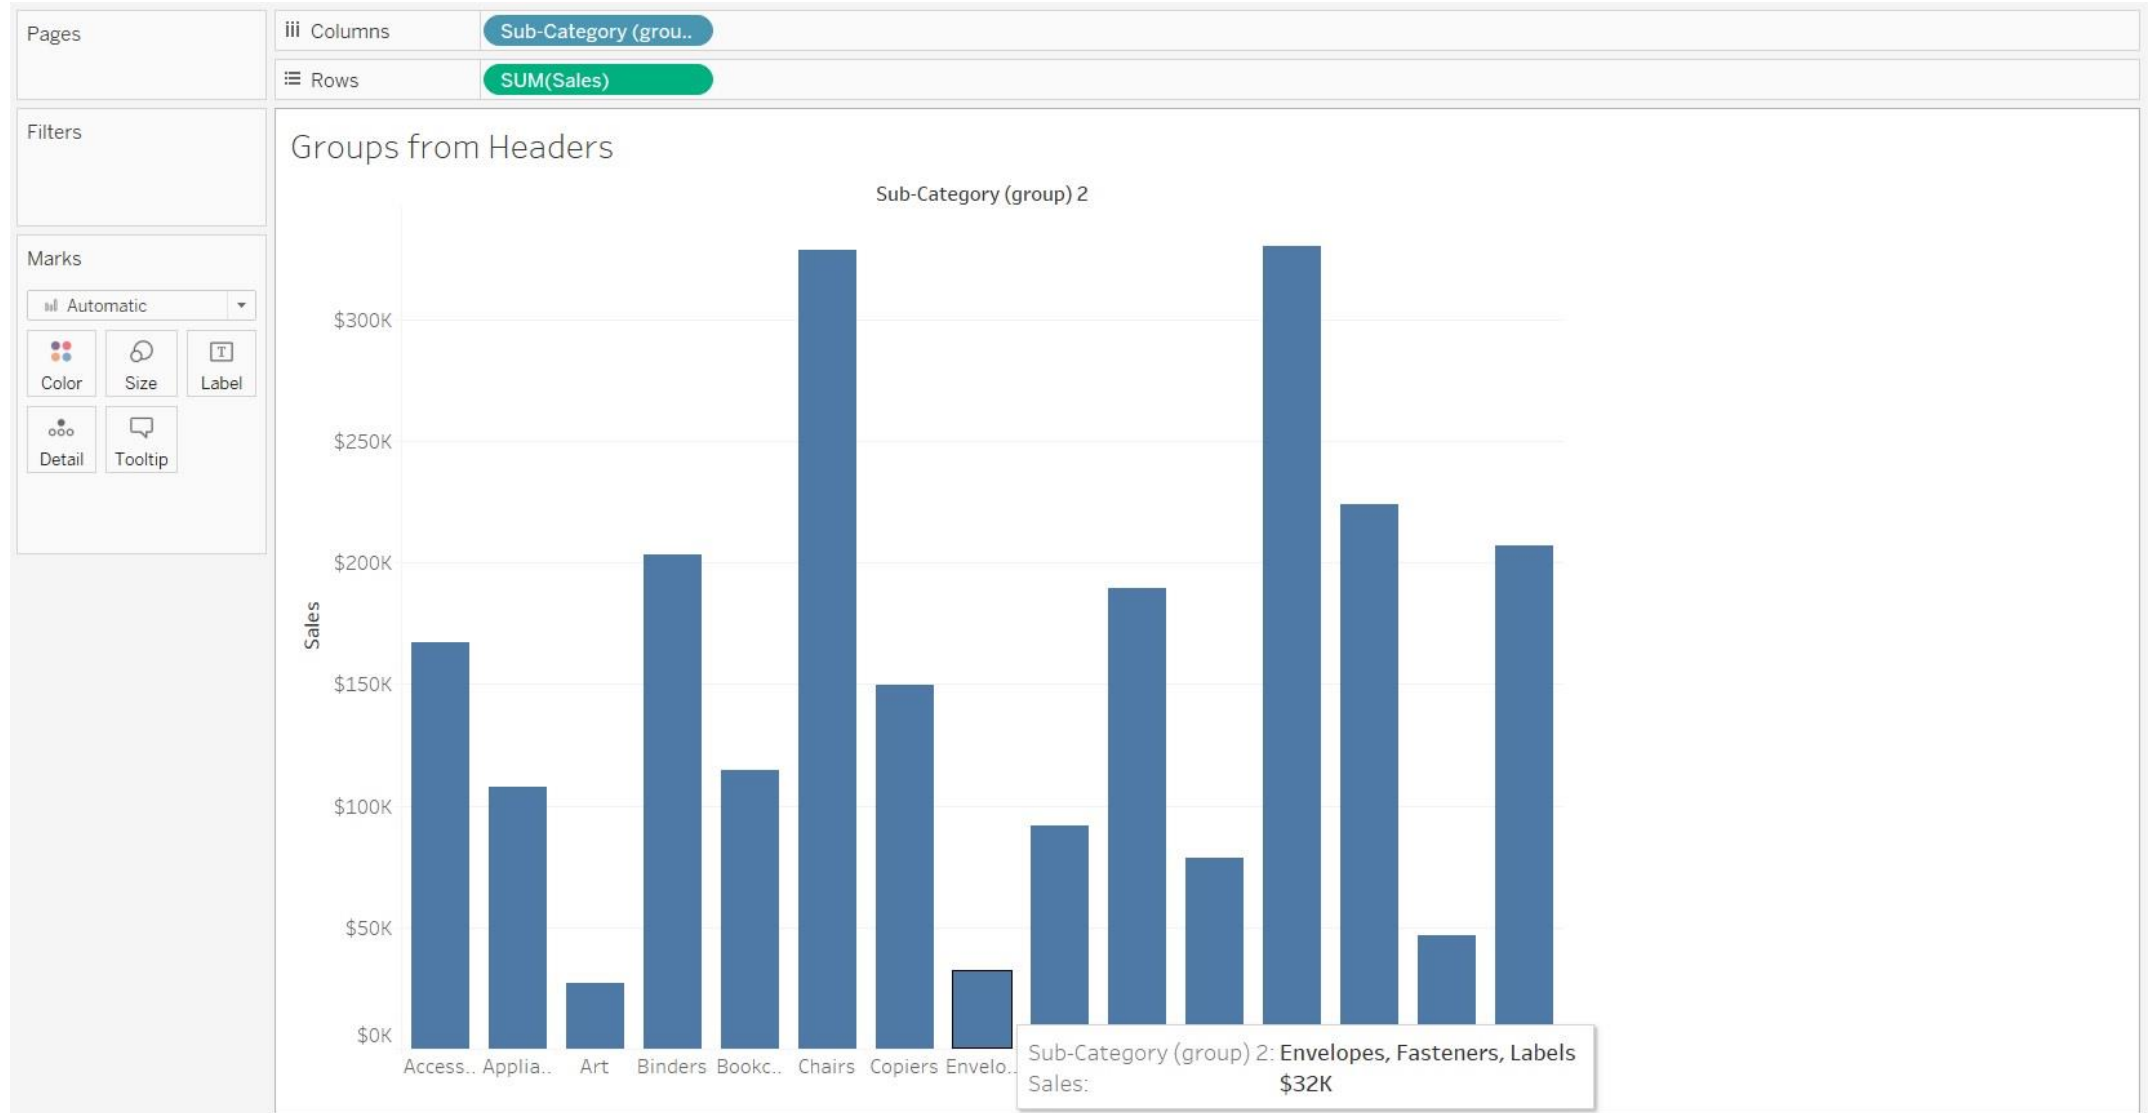 Pages
Columns
Sub-Category (grou..
Rows
SUM(Sales)
Filters
Marks
Automatic
Color
Size
Label
T
Detail
Tooltip
Groups from Headers
Sub-Category (group) 2
$300K
$250K
$200K
$150K
$100K
$50K
$0K
Sales
Access.. Applia.. Art Binders Bookc.. Chairs Copiers Envelo..
Sub-Category (group) 2: Envelopes, Fasteners, Labels
Sales: $32K